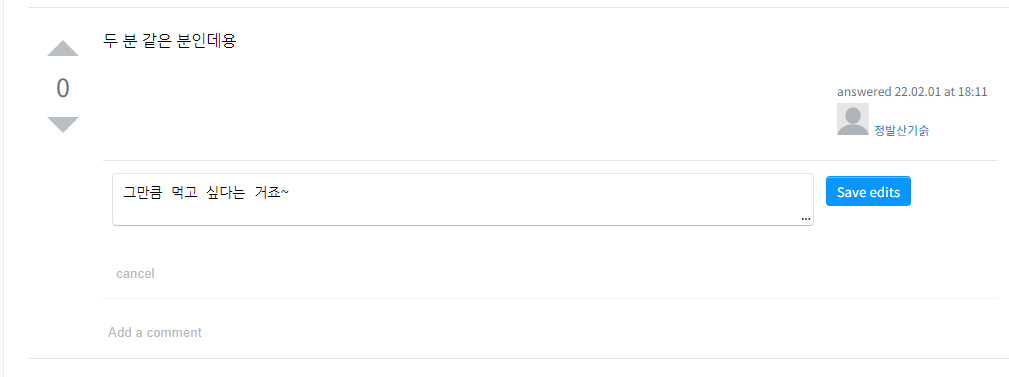 두 분 같은 분인데용
0
answered 22.02.01 at 18:11
정발산기슭
그만큼 먹고 싶다는 거죠~
Save edits
...
cancel
Add a comment